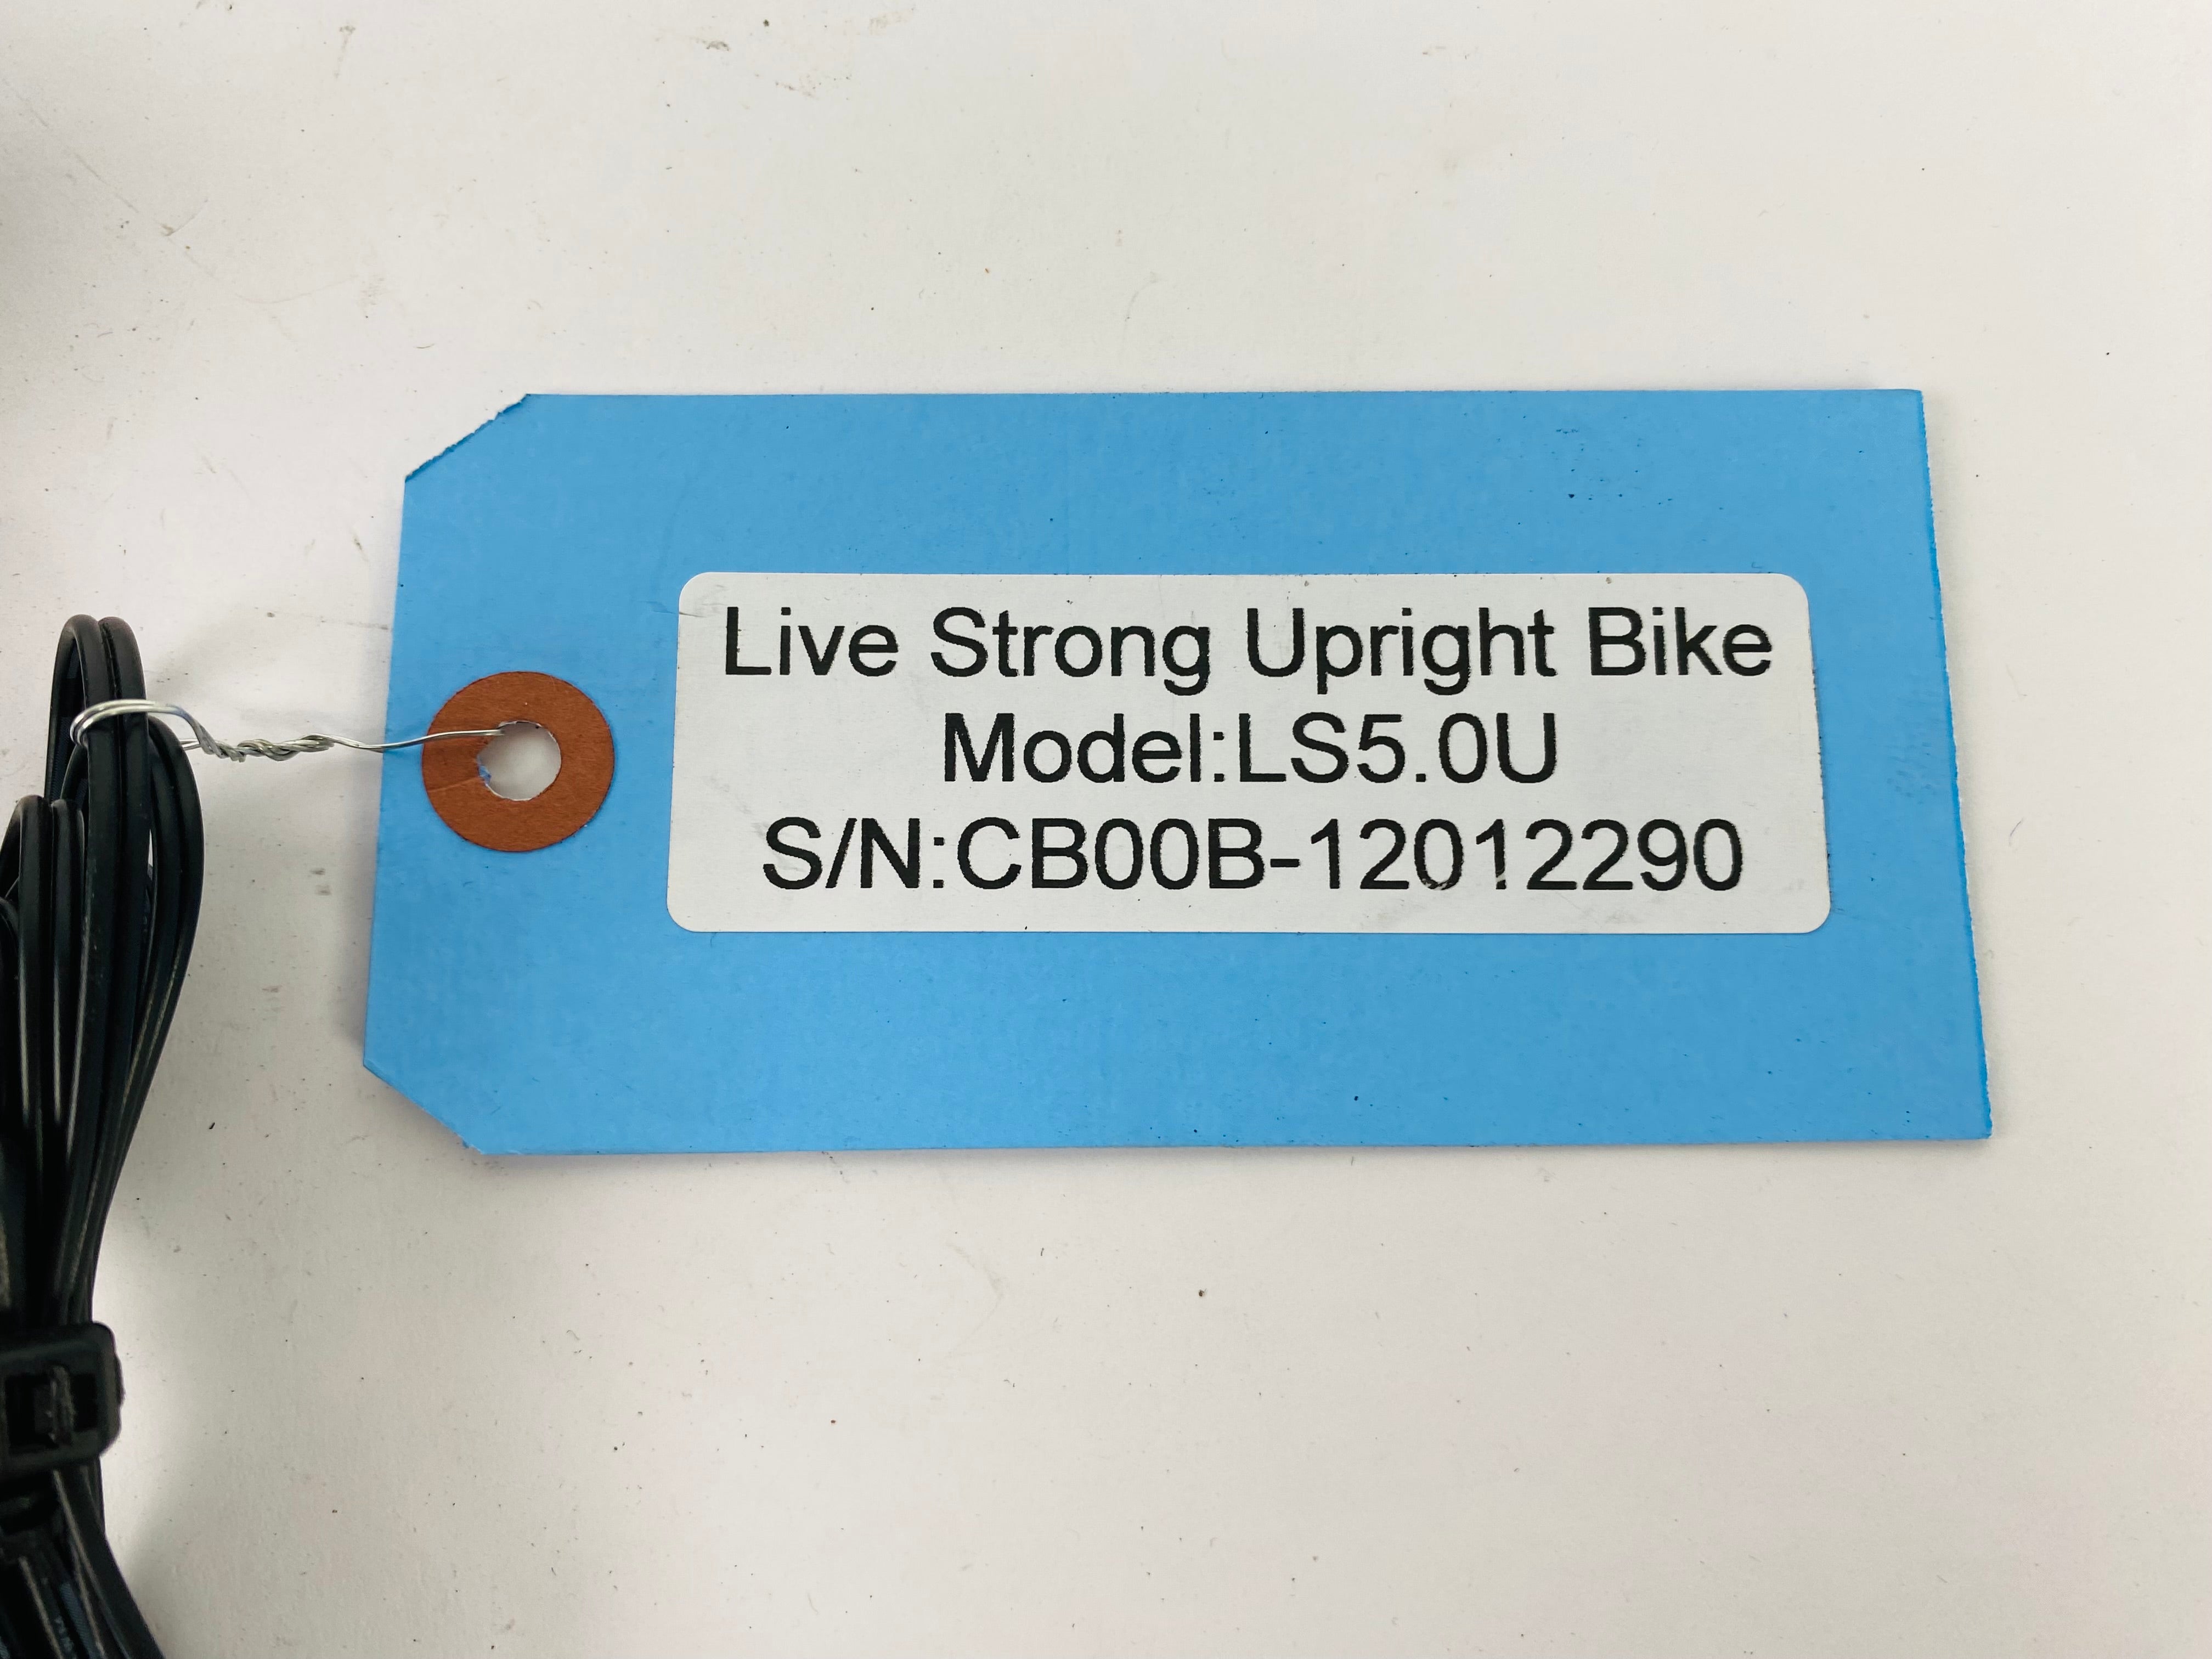 Live Strong Upright Bike
Model:LS5.0U
S/N:CB00B-12012290